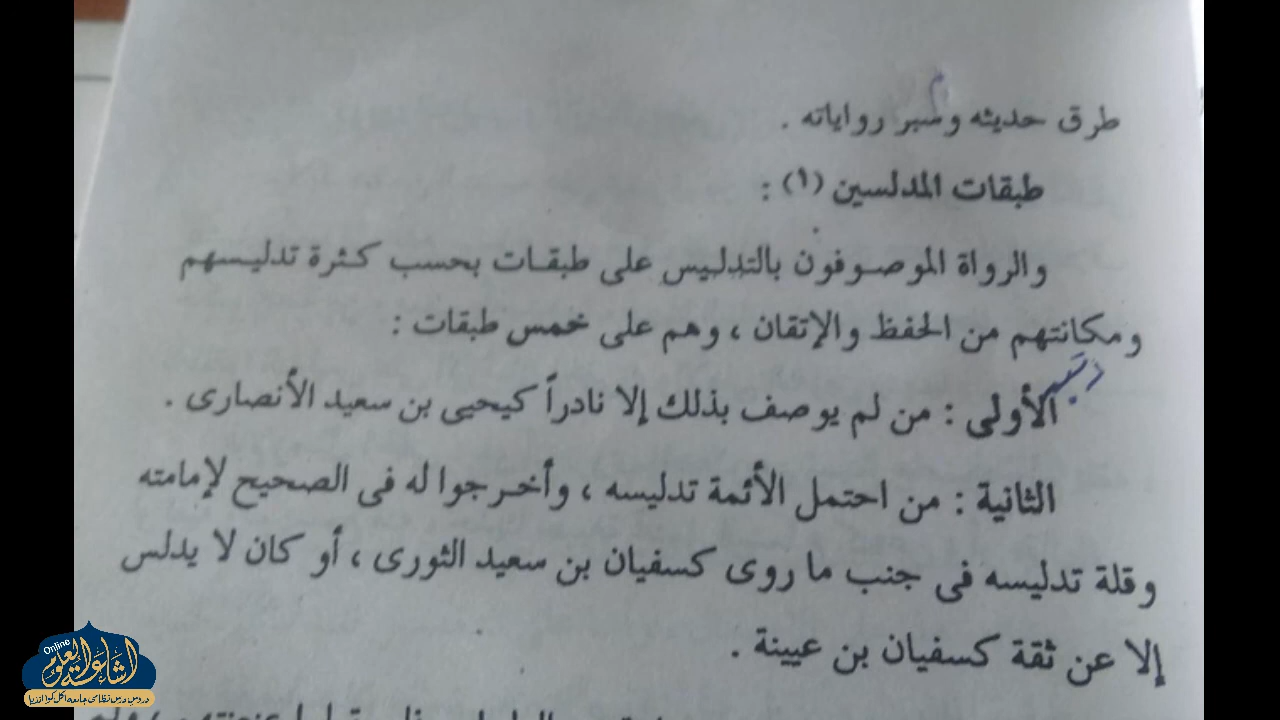 طرق حديثه وسبر رواياته .
طبقات المدلسين (١) :
والرواة الموصوفون بالتدليس على طبقات بحسب كثرة تدليسهم
ومكانتهم من الحفظ والإتقان ، وهم على خمس طبقات :
الأولى : من لم يوصف بذلك إلا نادراً كيحيى بن سعيد الأنصارى .
الثانية : من احتمل الأئمة تدليسه ، وأخرجوا له فى الصحيح لإمامته
وقلة تدليسه فى جنب ما روى كسفيان بن سعيد الثورى ، أو كان لا يدلس
إلا عن ثقة كسفيان بن عيينة .
Online